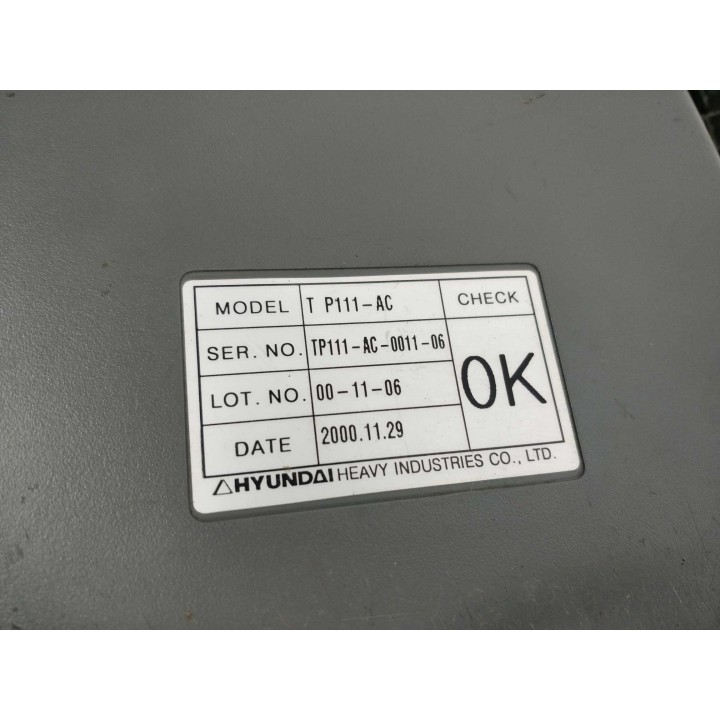 MODEL T P111-AC CHECK
SER. NO. TP111-AC-0011-06
LOT. NO. 00-11-06 OK
DATE 2000.11.29
HYUNDAI HEAVY INDUSTRIES CO., LTD.